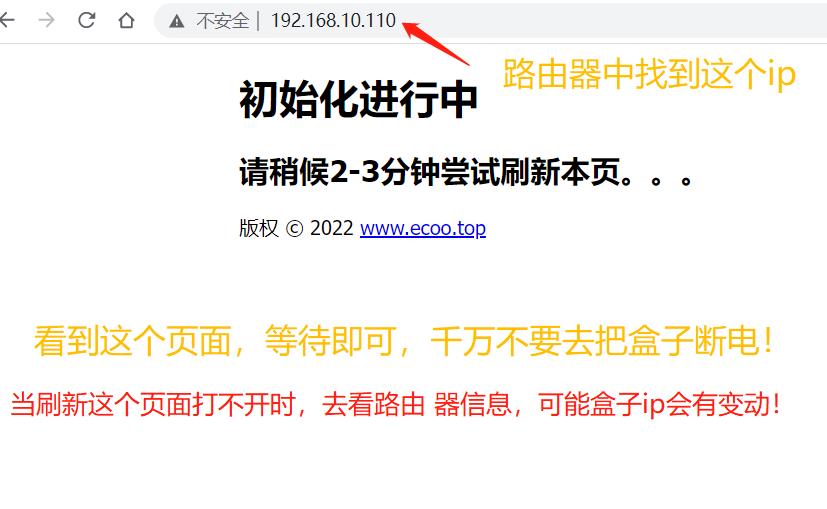 不安全 | 192.168.10.110
路由器中找到这个ip
初始化进行中
请稍候2-3分钟尝试刷新本页。。。
版权 © 2022 www.ecoo.top
看到这个页面，等待即可，千万不要去把盒子断电！
当刷新这个页面打不开时，去看路由 器信息，可能盒子ip会有变动！